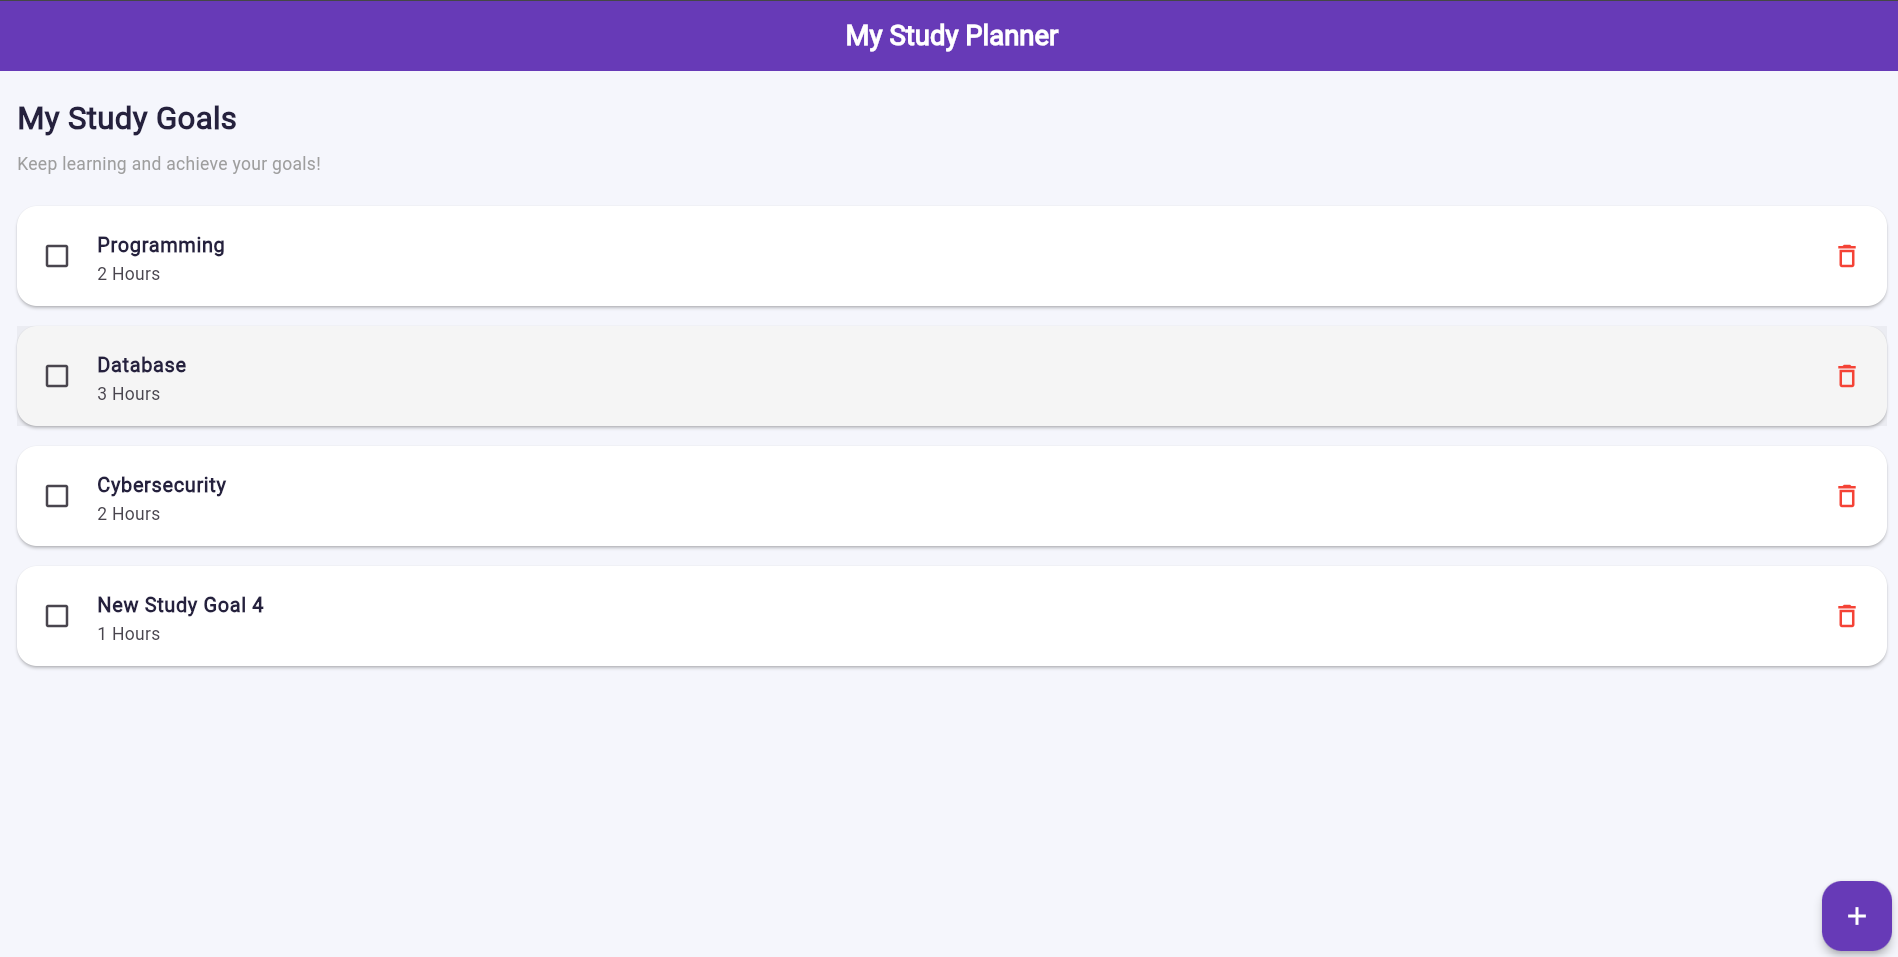 My Study Planner
My Study Goals
Keep learning and achieve your goals!
Programming
2 Hours
Database
3 Hours
Cybersecurity
2 Hours
New Study Goal 4
1 Hours